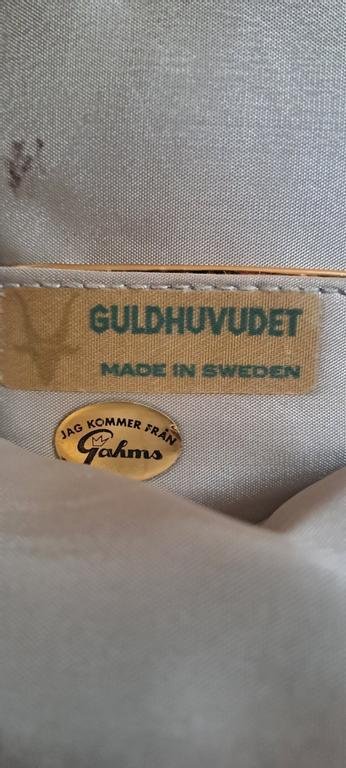 GULDHUVUDET
MADE IN SWEDEN
JAG KOMMER FRÅN
Gahms